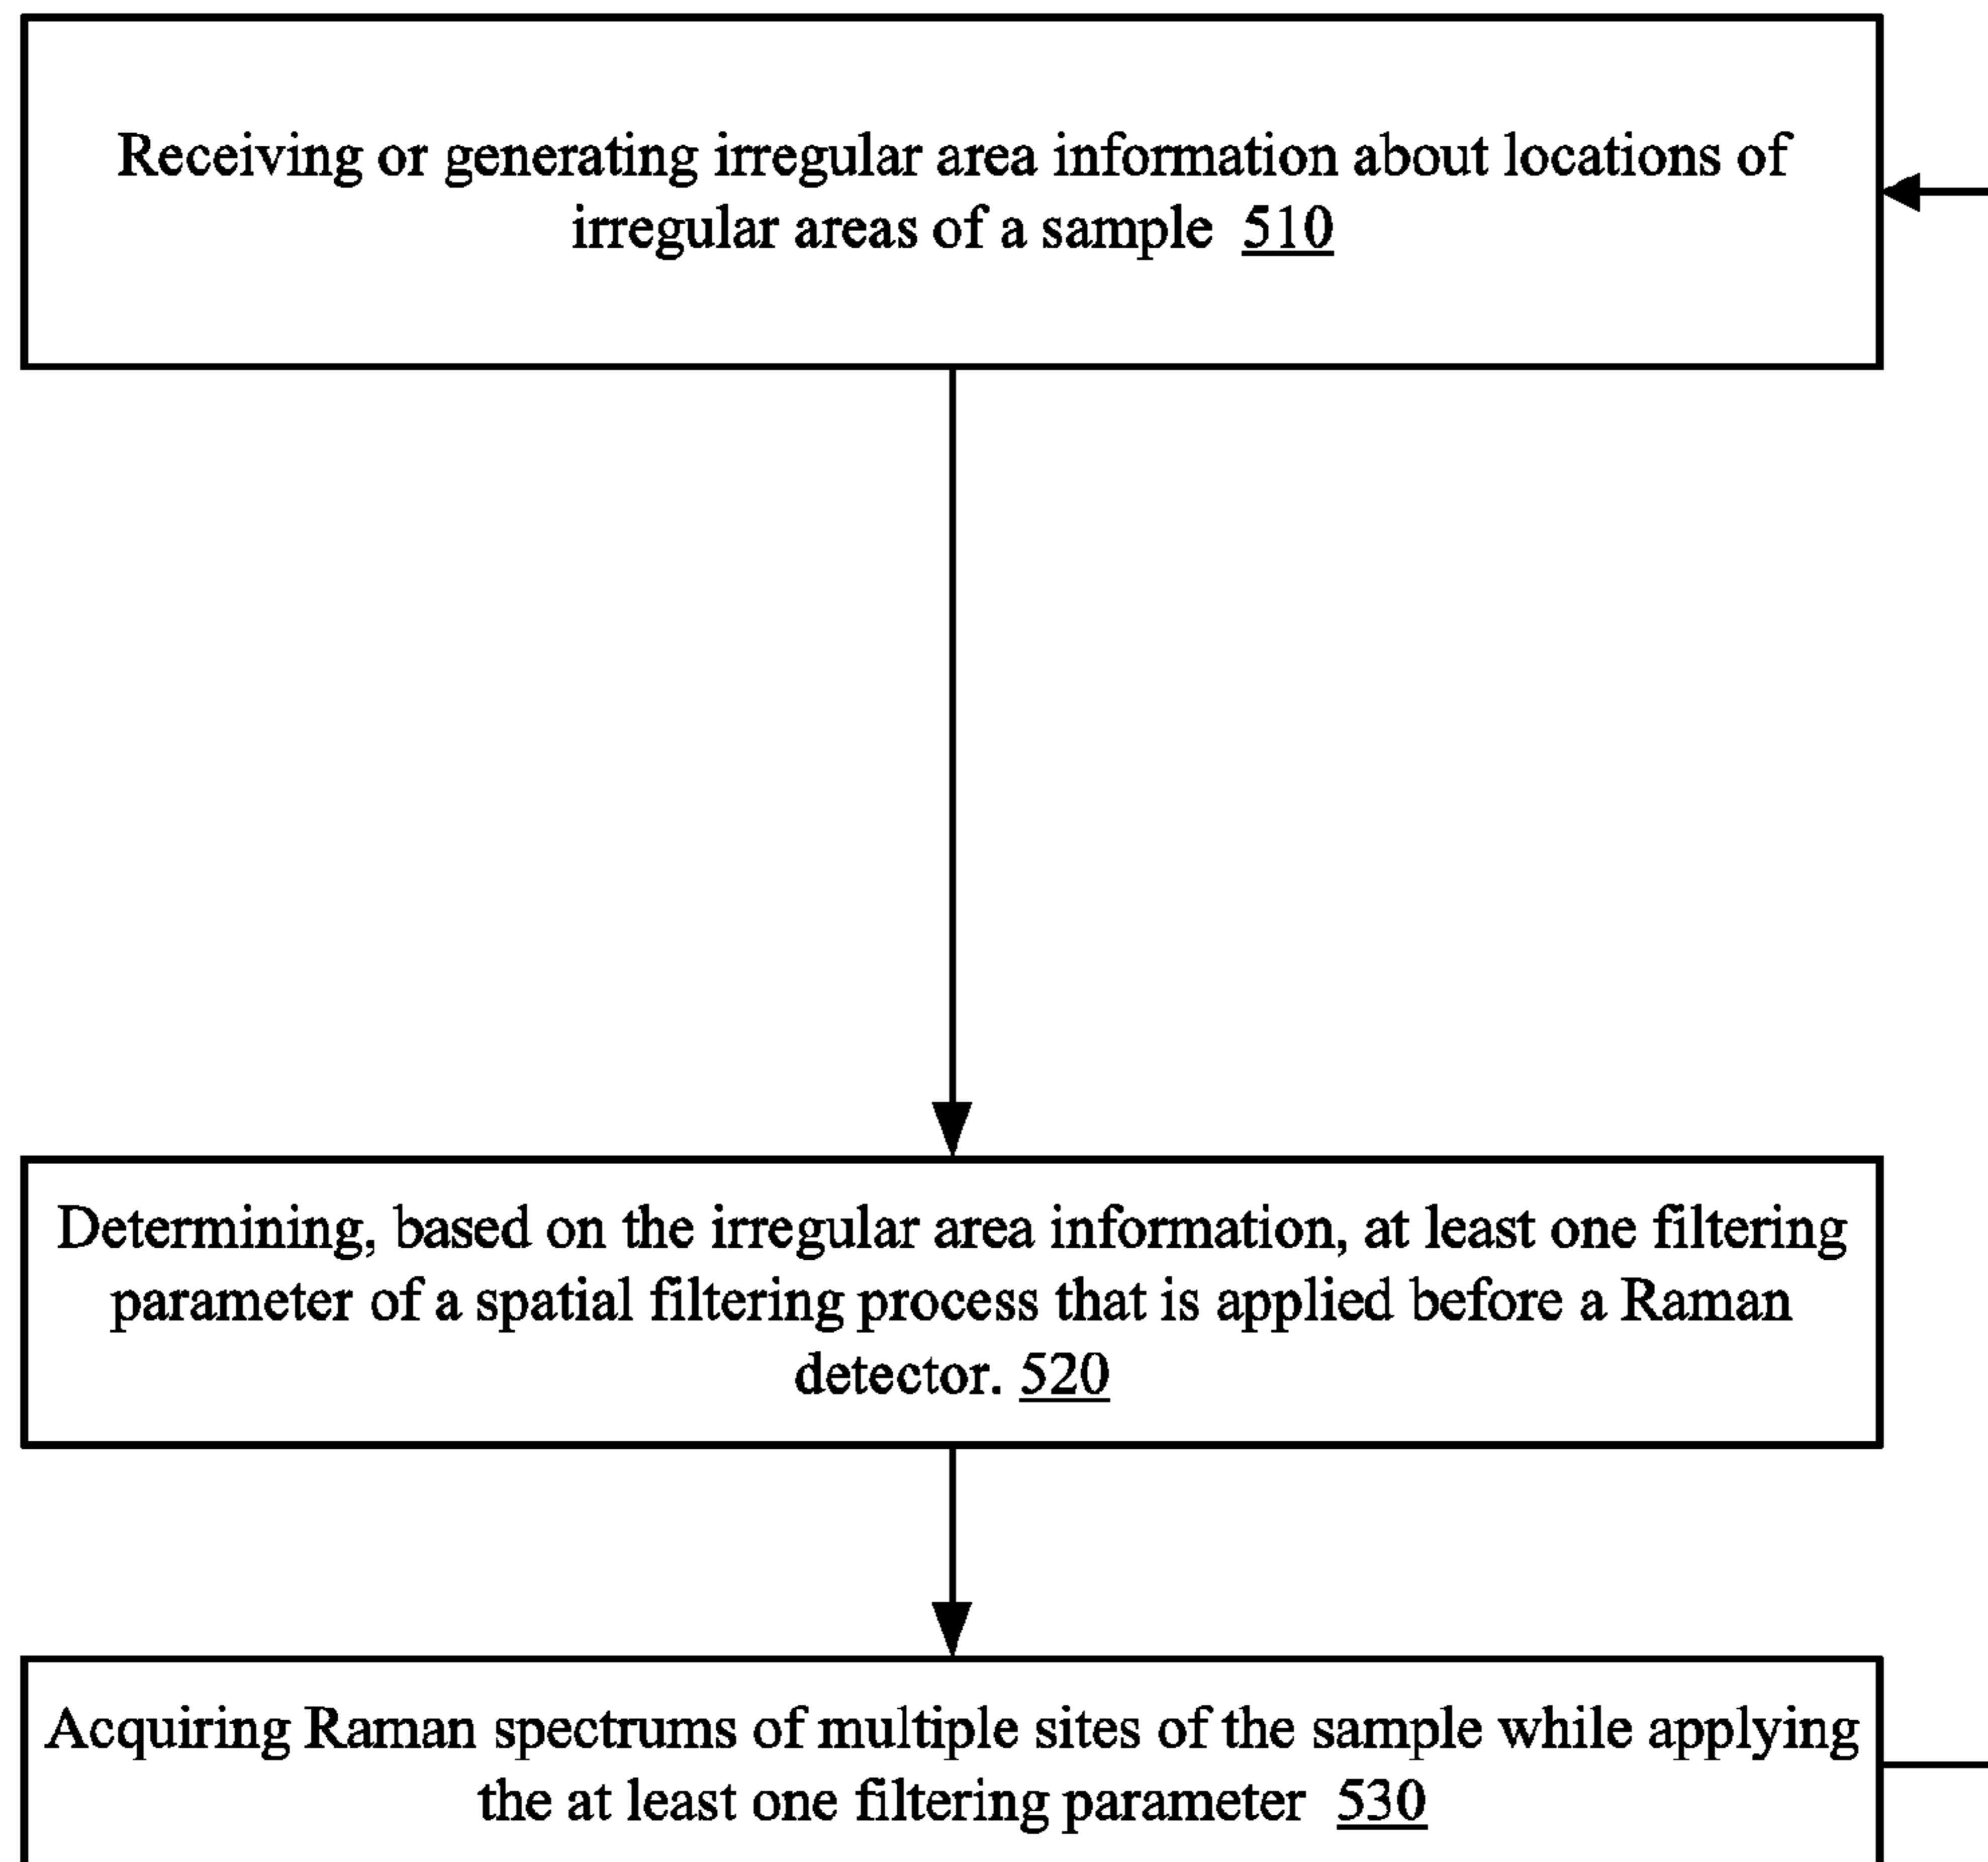 Receiving or generating irregular area information about locations of
irregular areas of a sample 510
Determining, based on the irregular area information, at least one filtering
parameter of a spatial filtering process that is applied before a Raman
detector. 520
Acquiring Raman spectrums of multiple sites of the sample while applying
the at least one filtering parameter 530